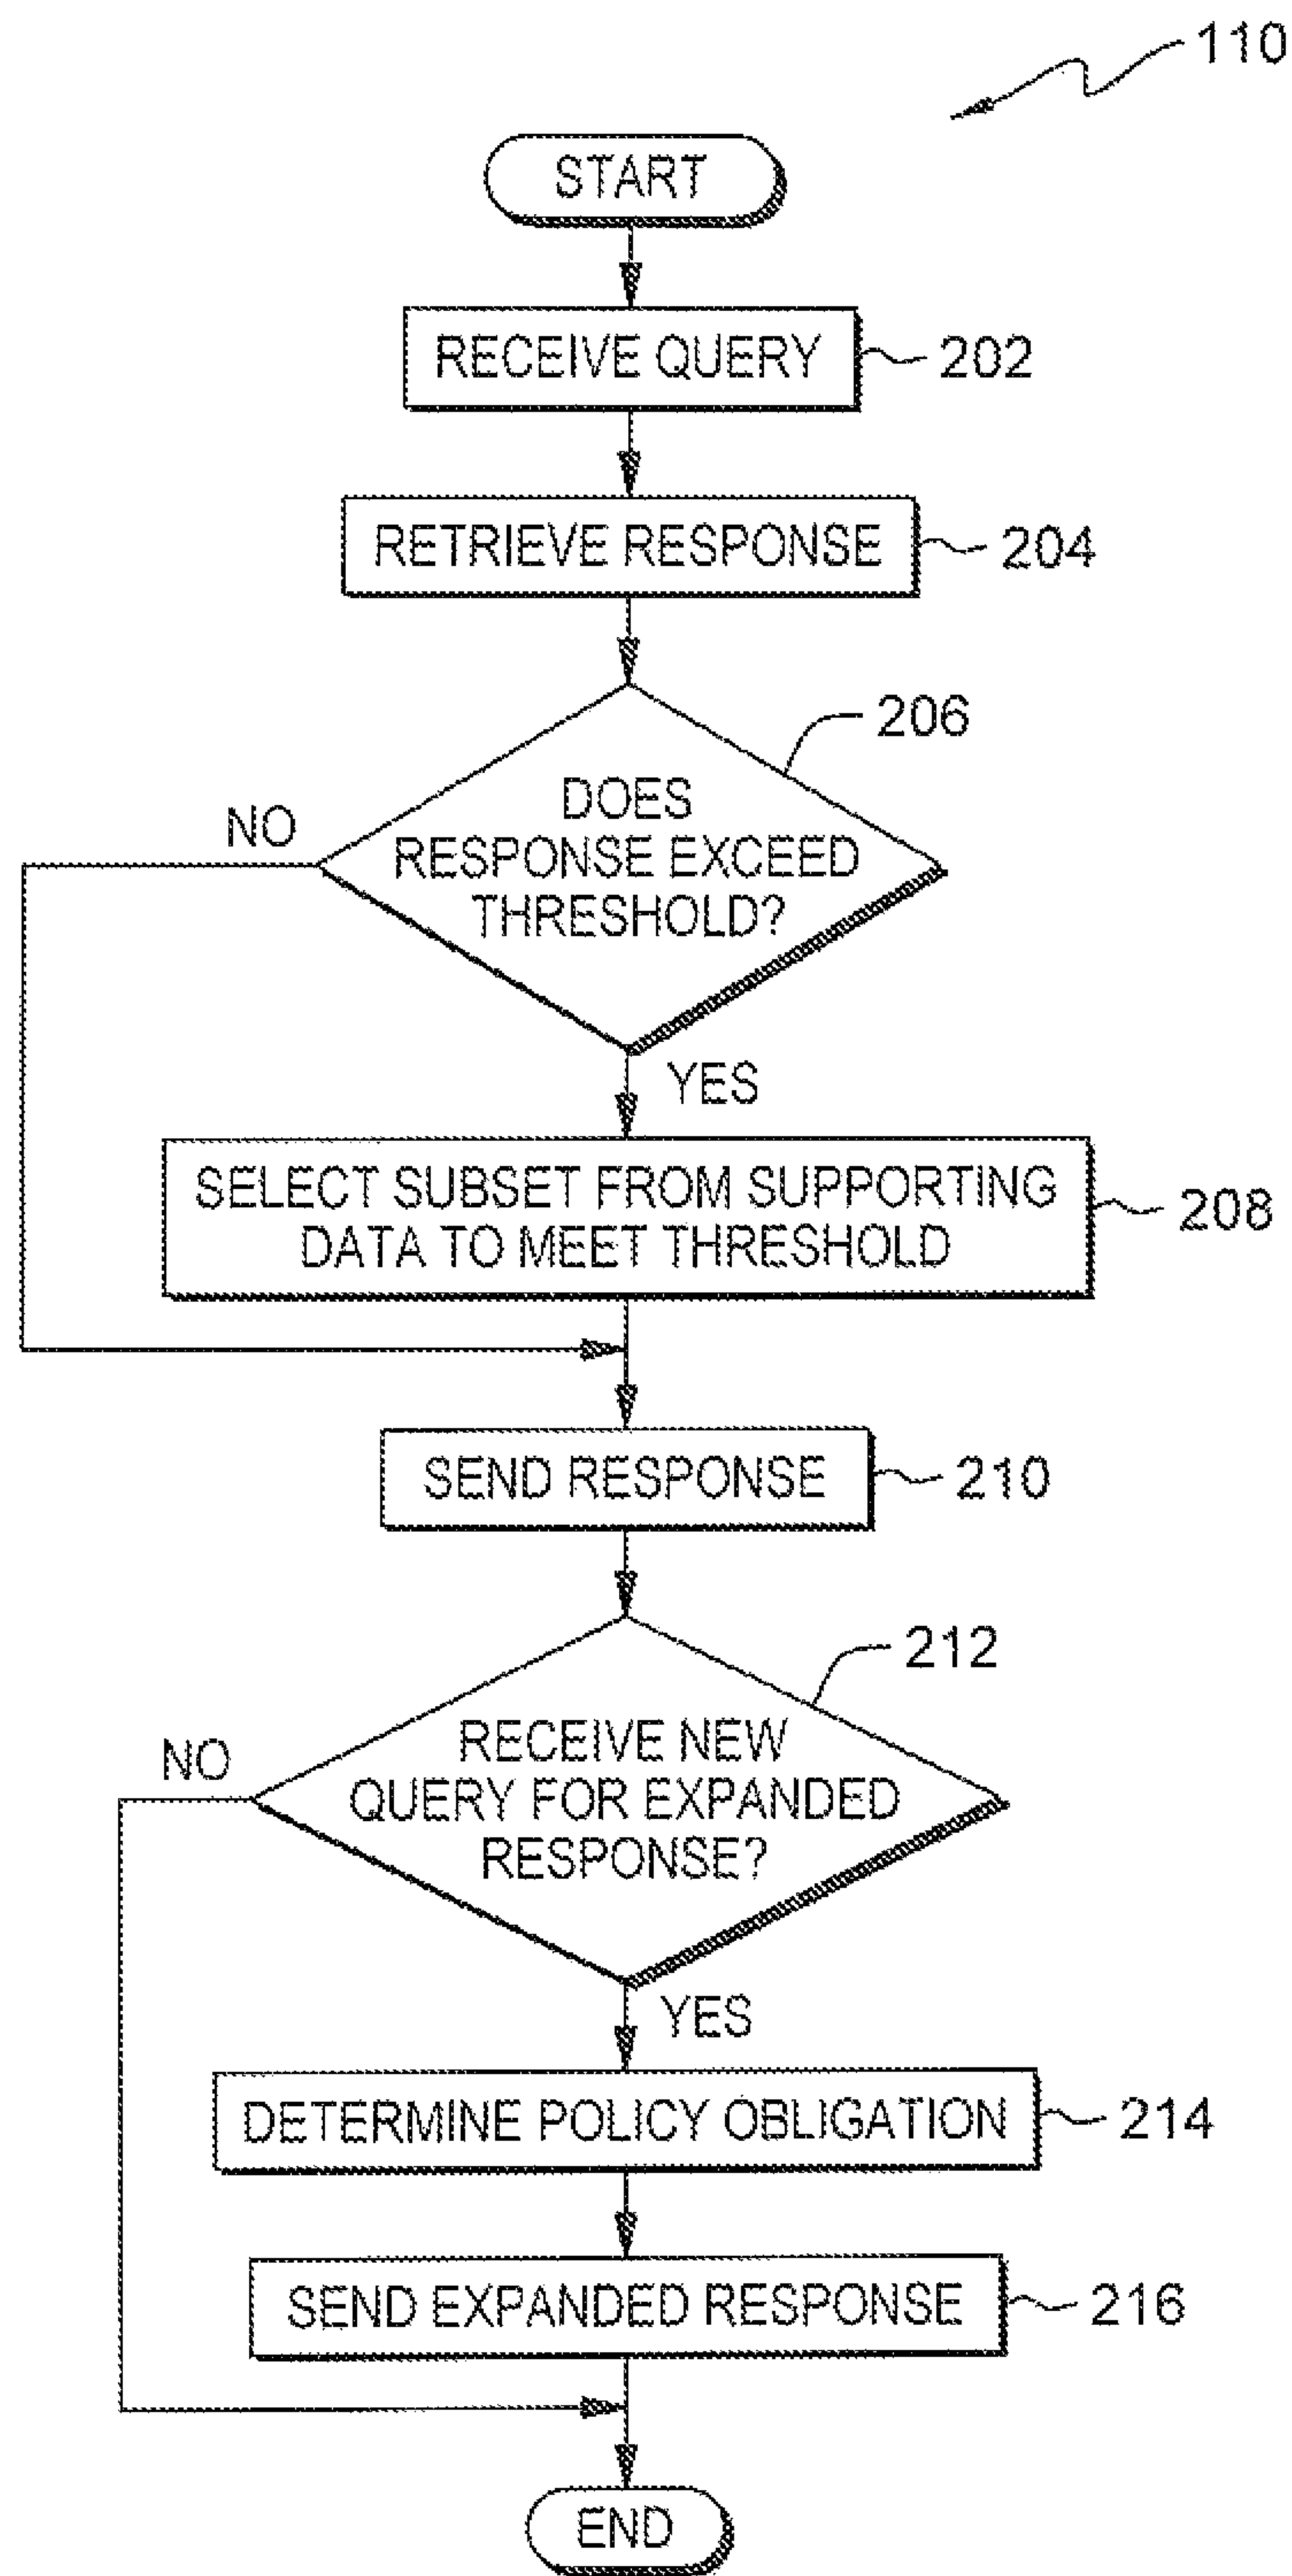 110
START
RECEIVE QUERY
202
RETRIEVE RESPONSE
204
206
DOES
RESPONSE EXCEED
THRESHOLD?
NO
YES
SELECT SUBSET FROM SUPPORTING
DATA TO MEET THRESHOLD
208
SEND RESPONSE
210
212
RECEIVE NEW
QUERY FOR EXPANDED
RESPONSE?
NO
YES
DETERMINE POLICY OBLIGATION
214
SEND EXPANDED RESPONSE
216
END